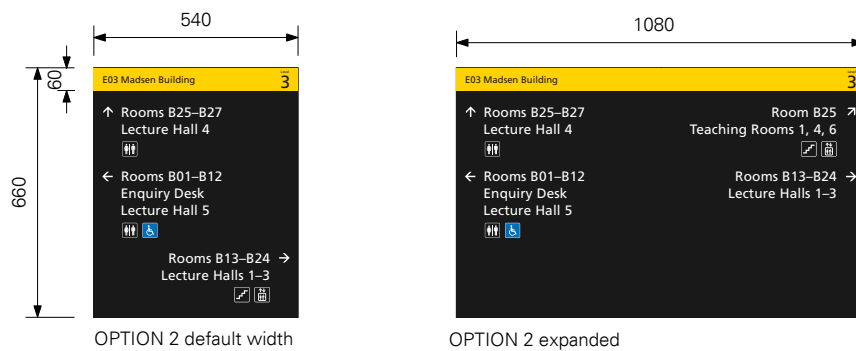 540
60
660
E03 Madsen Building
3
↑ Rooms B25–B27
Lecture Hall 4
← Rooms B01–B12
Enquiry Desk
Lecture Hall 5
Rooms B13–B24 →
Lecture Halls 1–3
OPTION 2 default width
1080
E03 Madsen Building
3
↑ Rooms B25–B27
Lecture Hall 4
← Rooms B01–B12
Enquiry Desk
Lecture Hall 5
Room B25 ↗
Teaching Rooms 1, 4, 6
Rooms B13–B24 →
Lecture Halls 1–3
OPTION 2 expanded